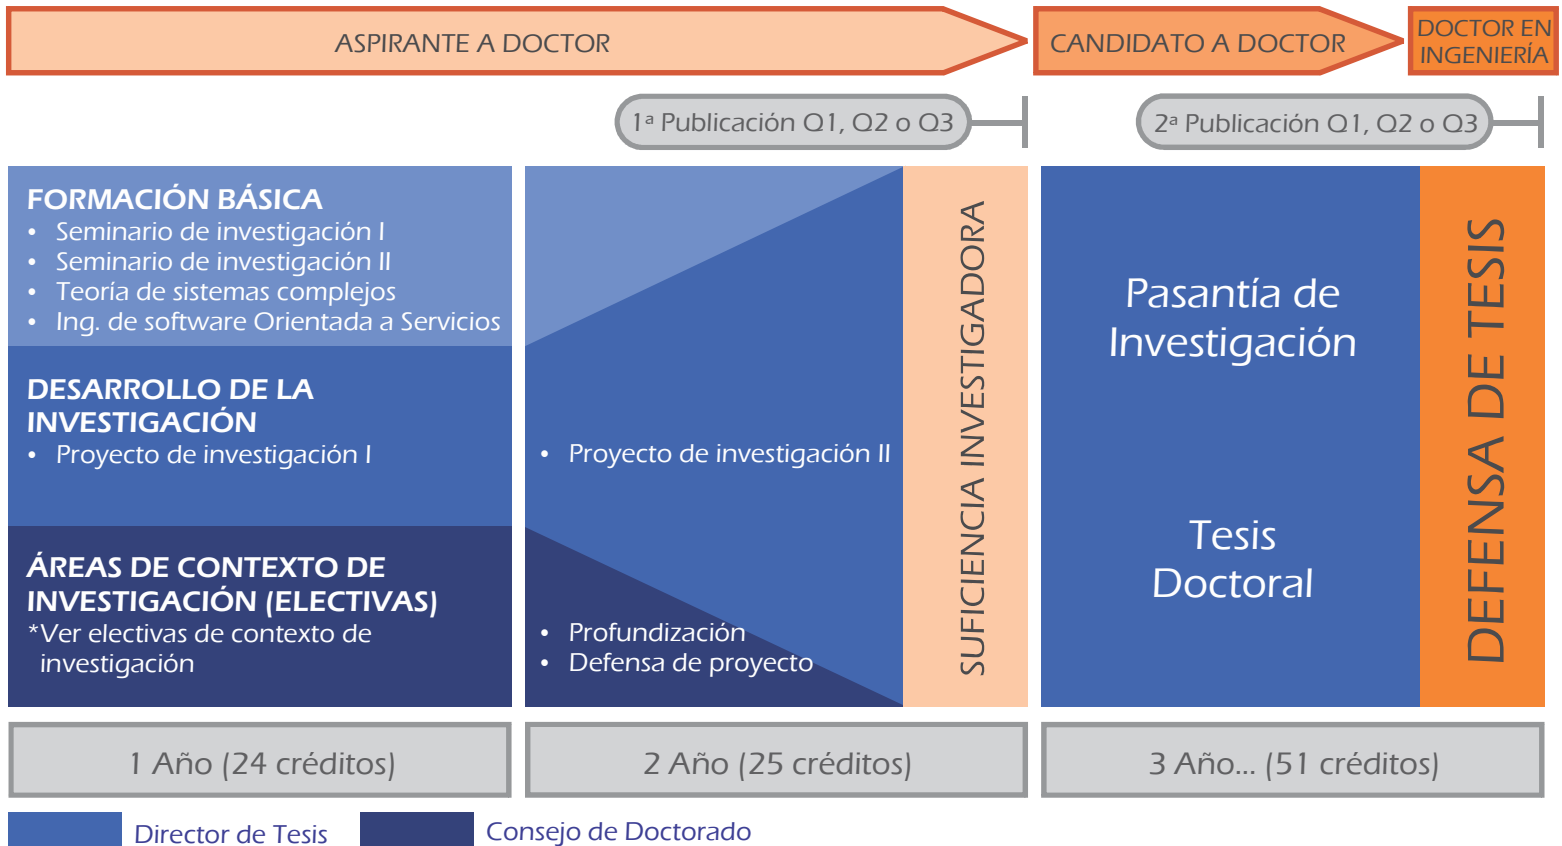 ASPIRANTE A DOCTOR
CANDIDATO A DOCTOR
DOCTOR EN
INGENIERÍA
1ª Publicación Q1, Q2 o Q3
2ª Publicación Q1, Q2 o Q3
FORMACIÓN BÁSICA
• Seminario de investigación I
• Seminario de investigación II
• Teoría de sistemas complejos
• Ing. de software Orientada a Servicios
DESARROLLO DE LA
INVESTIGACIÓN
• Proyecto de investigación I
ÁREAS DE CONTEXTO DE
INVESTIGACIÓN (ELECTIVAS)
*Ver electivas de contexto de
investigación
• Proyecto de investigación II
• Profundización
• Defensa de proyecto
SUFICIENCIA INVESTIGADORA
Pasantía de
Investigación
Tesis
Doctoral
DEFENSA DE TESIS
1 Año (24 créditos)
2 Año (25 créditos)
3 Año... (51 créditos)
Director de Tesis
Consejo de Doctorado